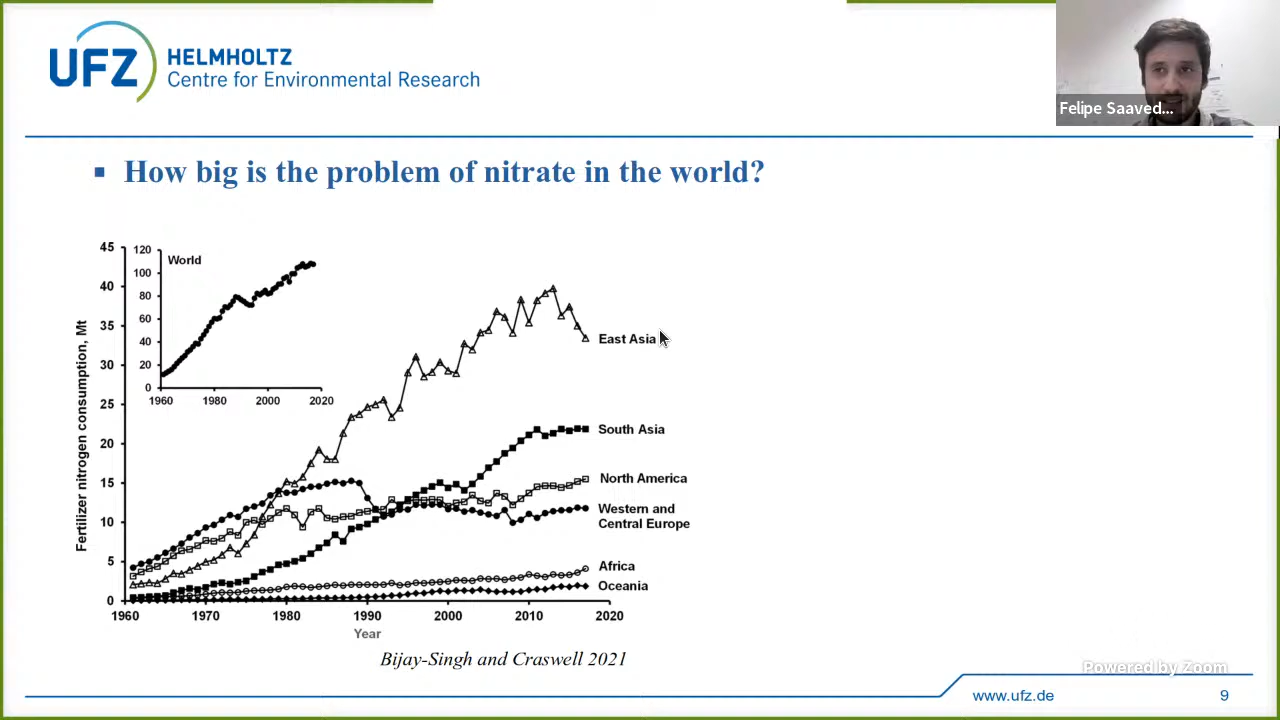 UFZ HELMHOLTZ
Centre for Environmental Research
Felipe Saaved...
▪ How big is the problem of nitrate in the world?
Fertilizer nitrogen consumption, Mt
45
40
35
30
25
20
15
10
5
0
120
100
80
60
40
20
0
World
1960 1980 2000 2020
East Asia
South Asia
North America
Western and
Central Europe
Africa
Oceania
1960 1970 1980 1990 2000 2010 2020
Year
Bijay-Singh and Craswell 2021
Powered by Zoom
www.ufz.de 9